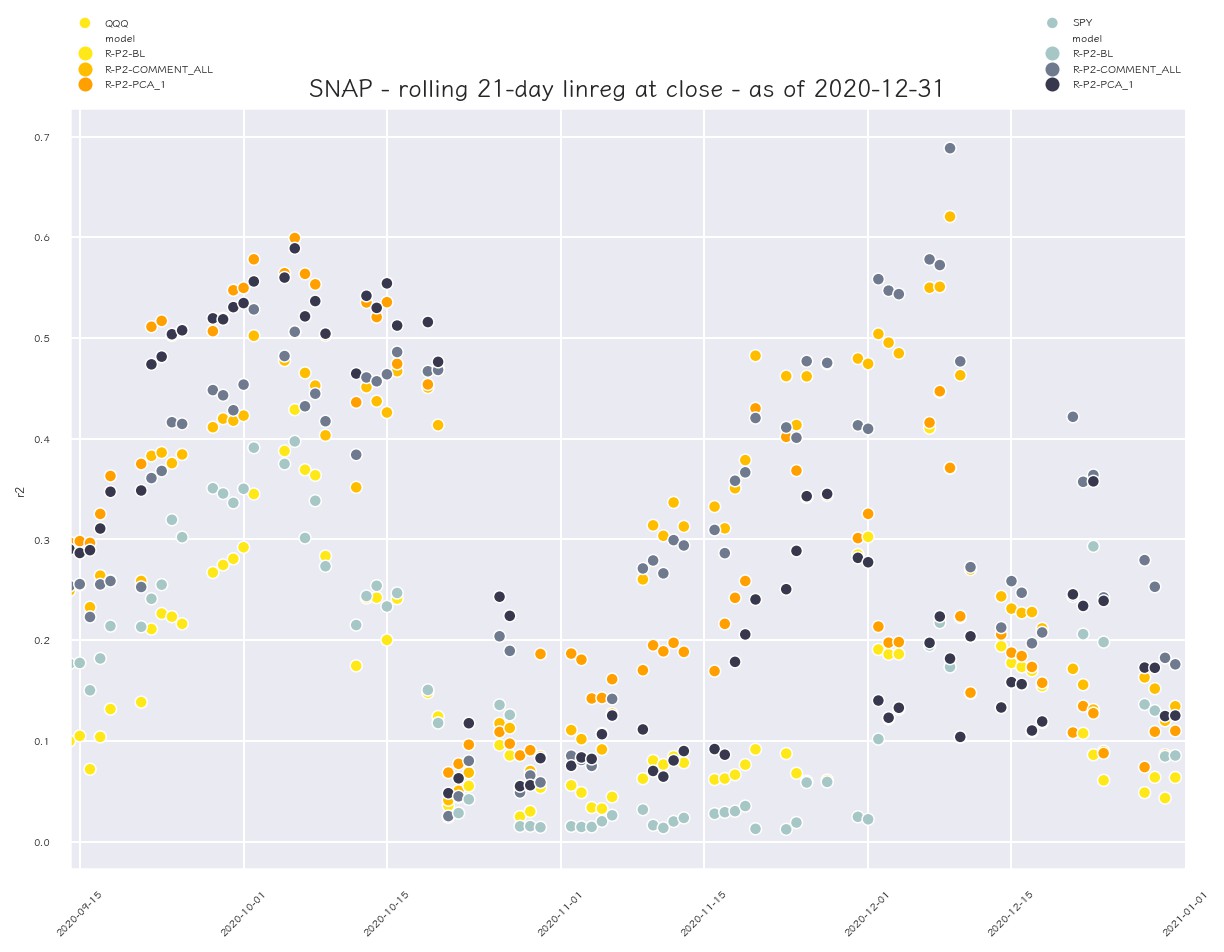 QQQ
model
R-P2-BL
R-P2-COMMENT_ALL
R-P2-PCA_1
SPY
model
R-P2-BL
R-P2-COMMENT_ALL
R-P2-PCA_1
SNAP - rolling 21-day linreg at close - as of 2020-12-31
0.7
0.6
0.5
0.4
0.3
0.2
0.1
0.0
r2
2020-09-15
2020-10-01
2020-10-15
2020-11-01
2020-11-15
2020-12-01
2020-12-15
2021-01-01